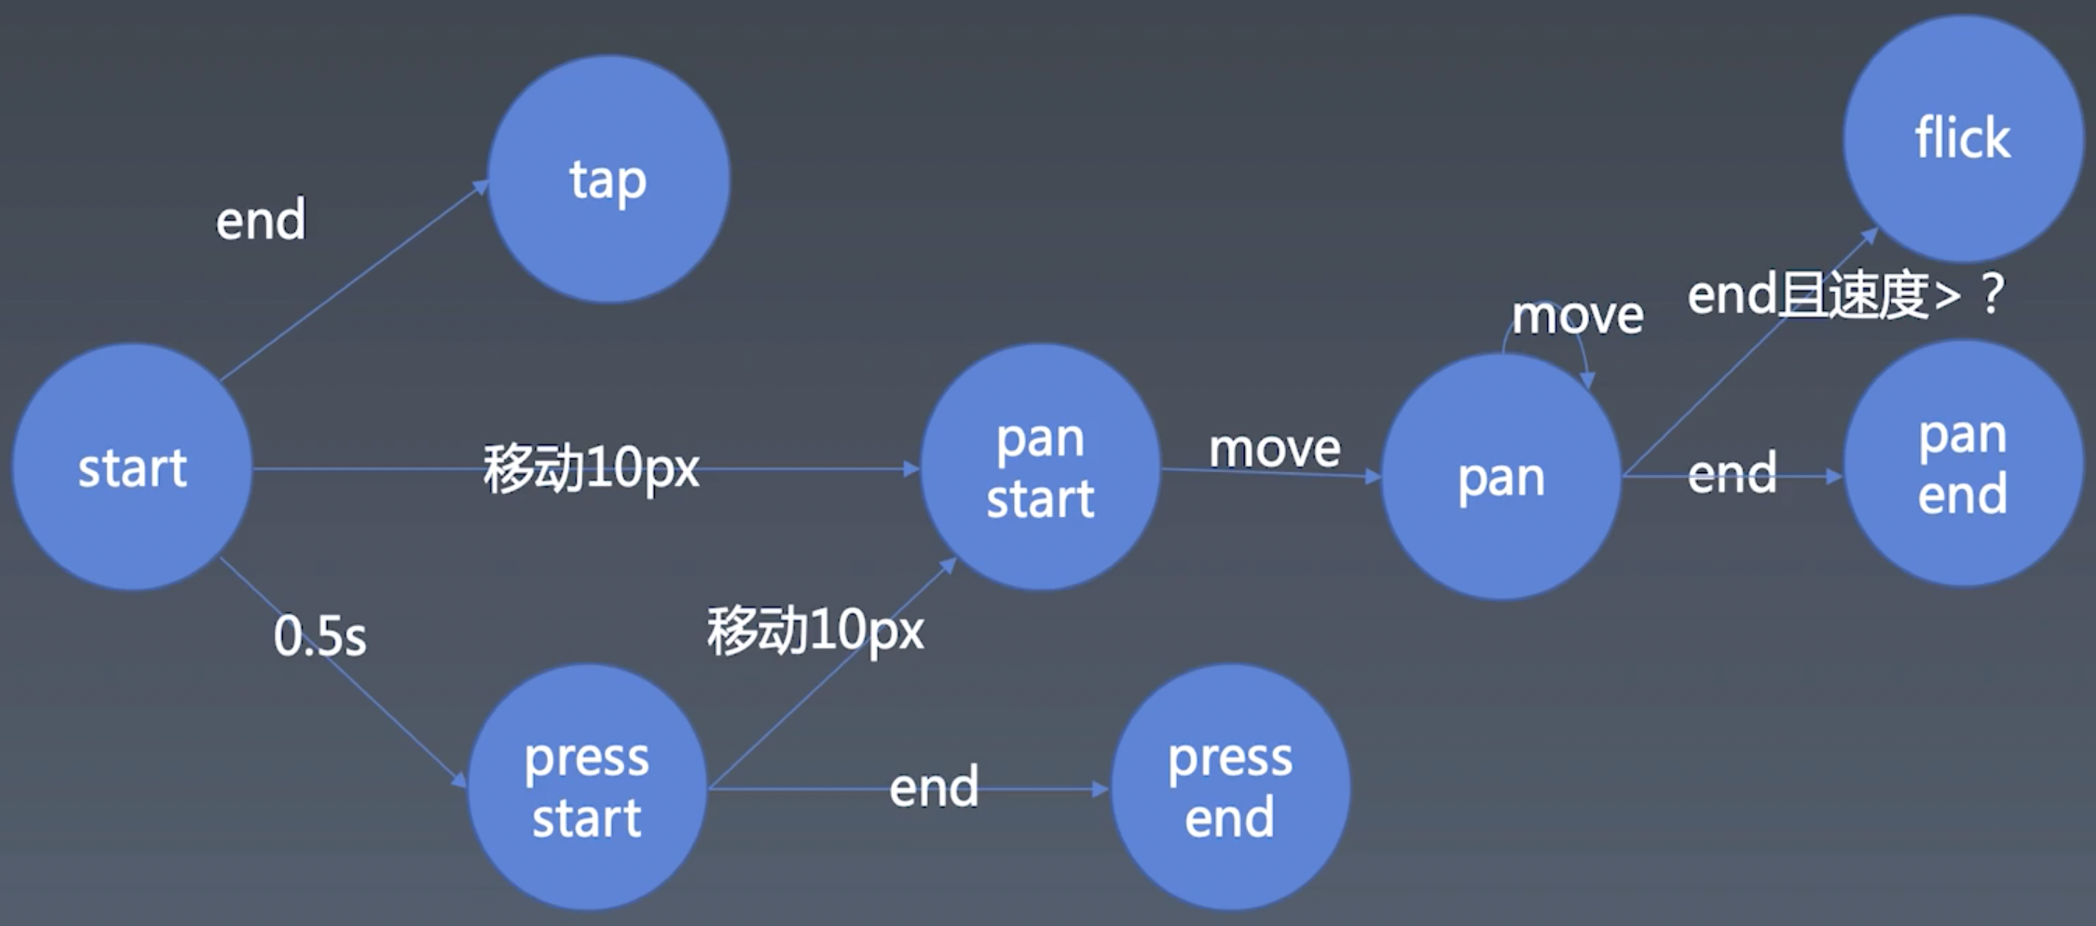 flick
tap
end
end且速度>？
move
start
移动10px
pan
start
move
pan
end
pan
end
0.5s
移动10px
press
start
end
press
end